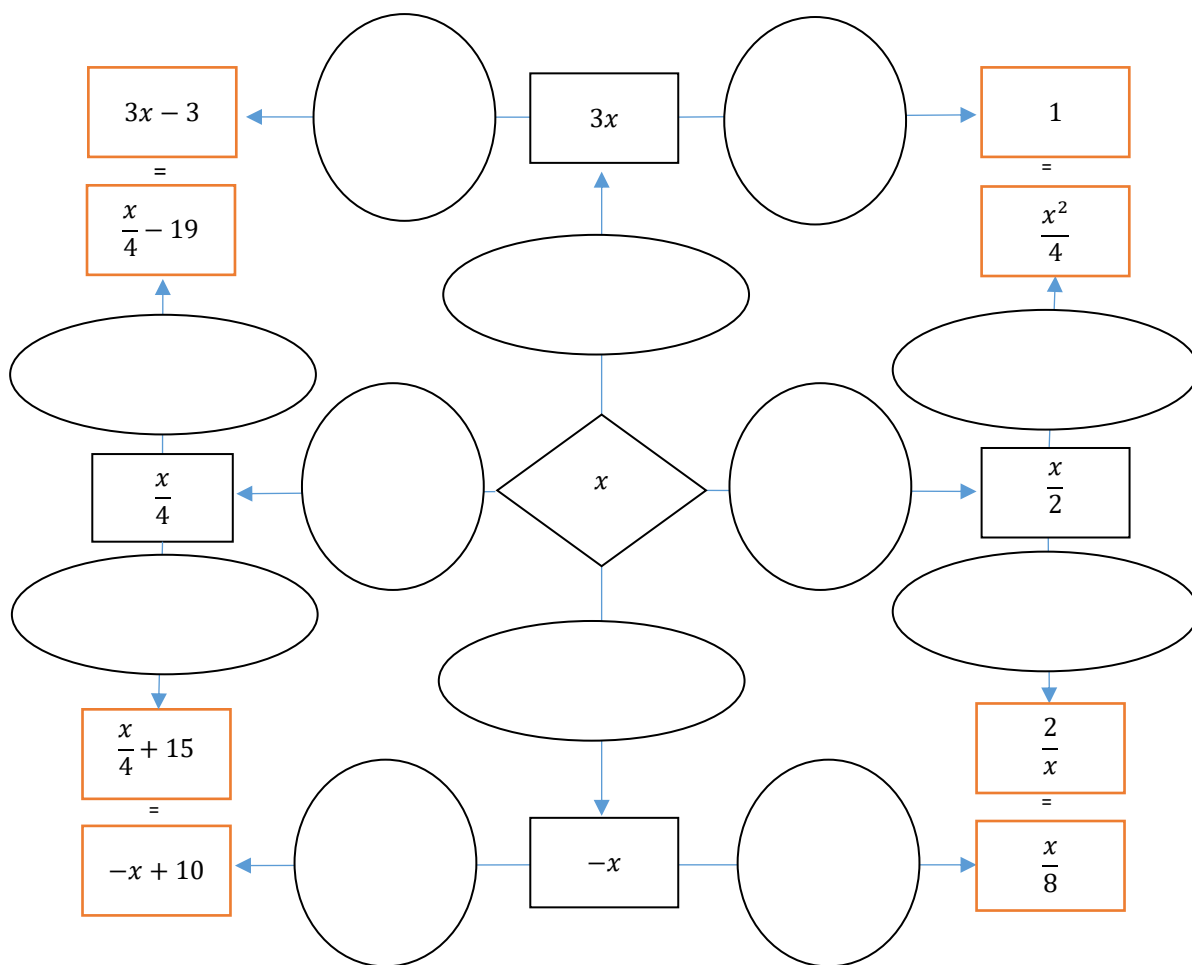 3x − 3
3x
1
=
=
x/4 − 19
x²/4
x
x/4
x/2
x/4 + 15
2/x
=
=
−x + 10
−x
x/8